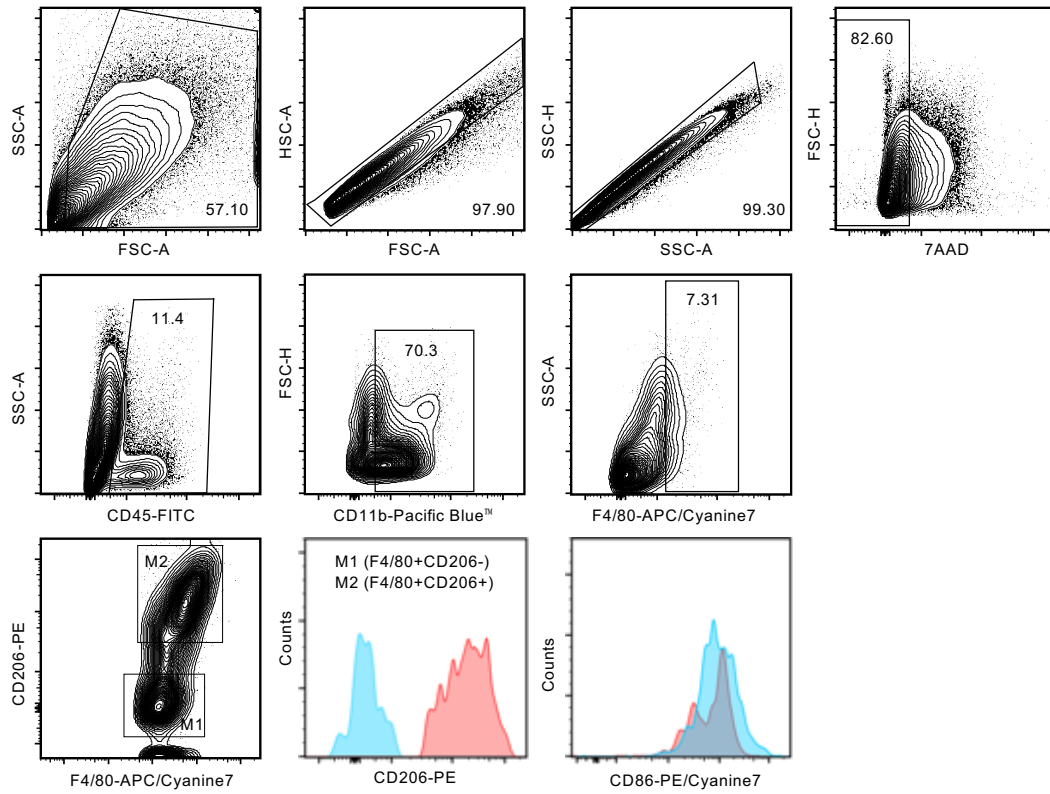 SSC-A
57.10
FSC-A
HSC-A
97.90
FSC-A
SSC-H
99.30
SSC-A
FSC-H
82.60
7AAD
SSC-A
11.4
CD45-FITC
FSC-H
70.3
CD11b-Pacific Blue™
SSC-A
7.31
F4/80-APC/Cyanine7
CD206-PE
M2
M1
F4/80-APC/Cyanine7
Counts
M1 (F4/80+CD206-)
M2 (F4/80+CD206+)
CD206-PE
Counts
CD86-PE/Cyanine7